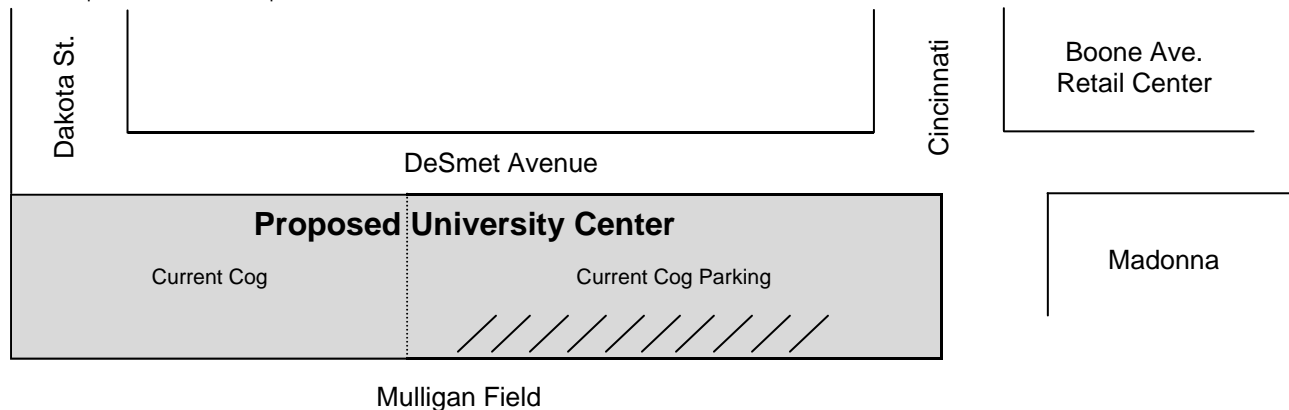 Dakota St.
Cincinnati
Boone Ave.
Retail Center
DeSmet Avenue
Proposed University Center
Current Cog
Current Cog Parking
Madonna
Mulligan Field